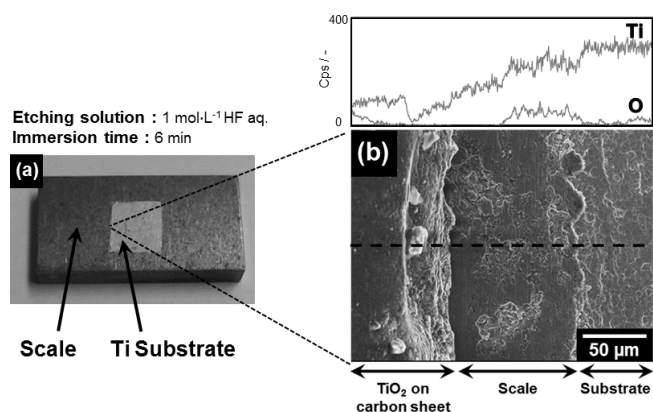 Etching solution : 1 mol·L⁻¹ HF aq.
Immersion time : 6 min
(a)
Scale
Ti Substrate
400
Cps / -
0
Ti
O
(b)
50 µm
TiO₂ on
carbon sheet
Scale
Substrate